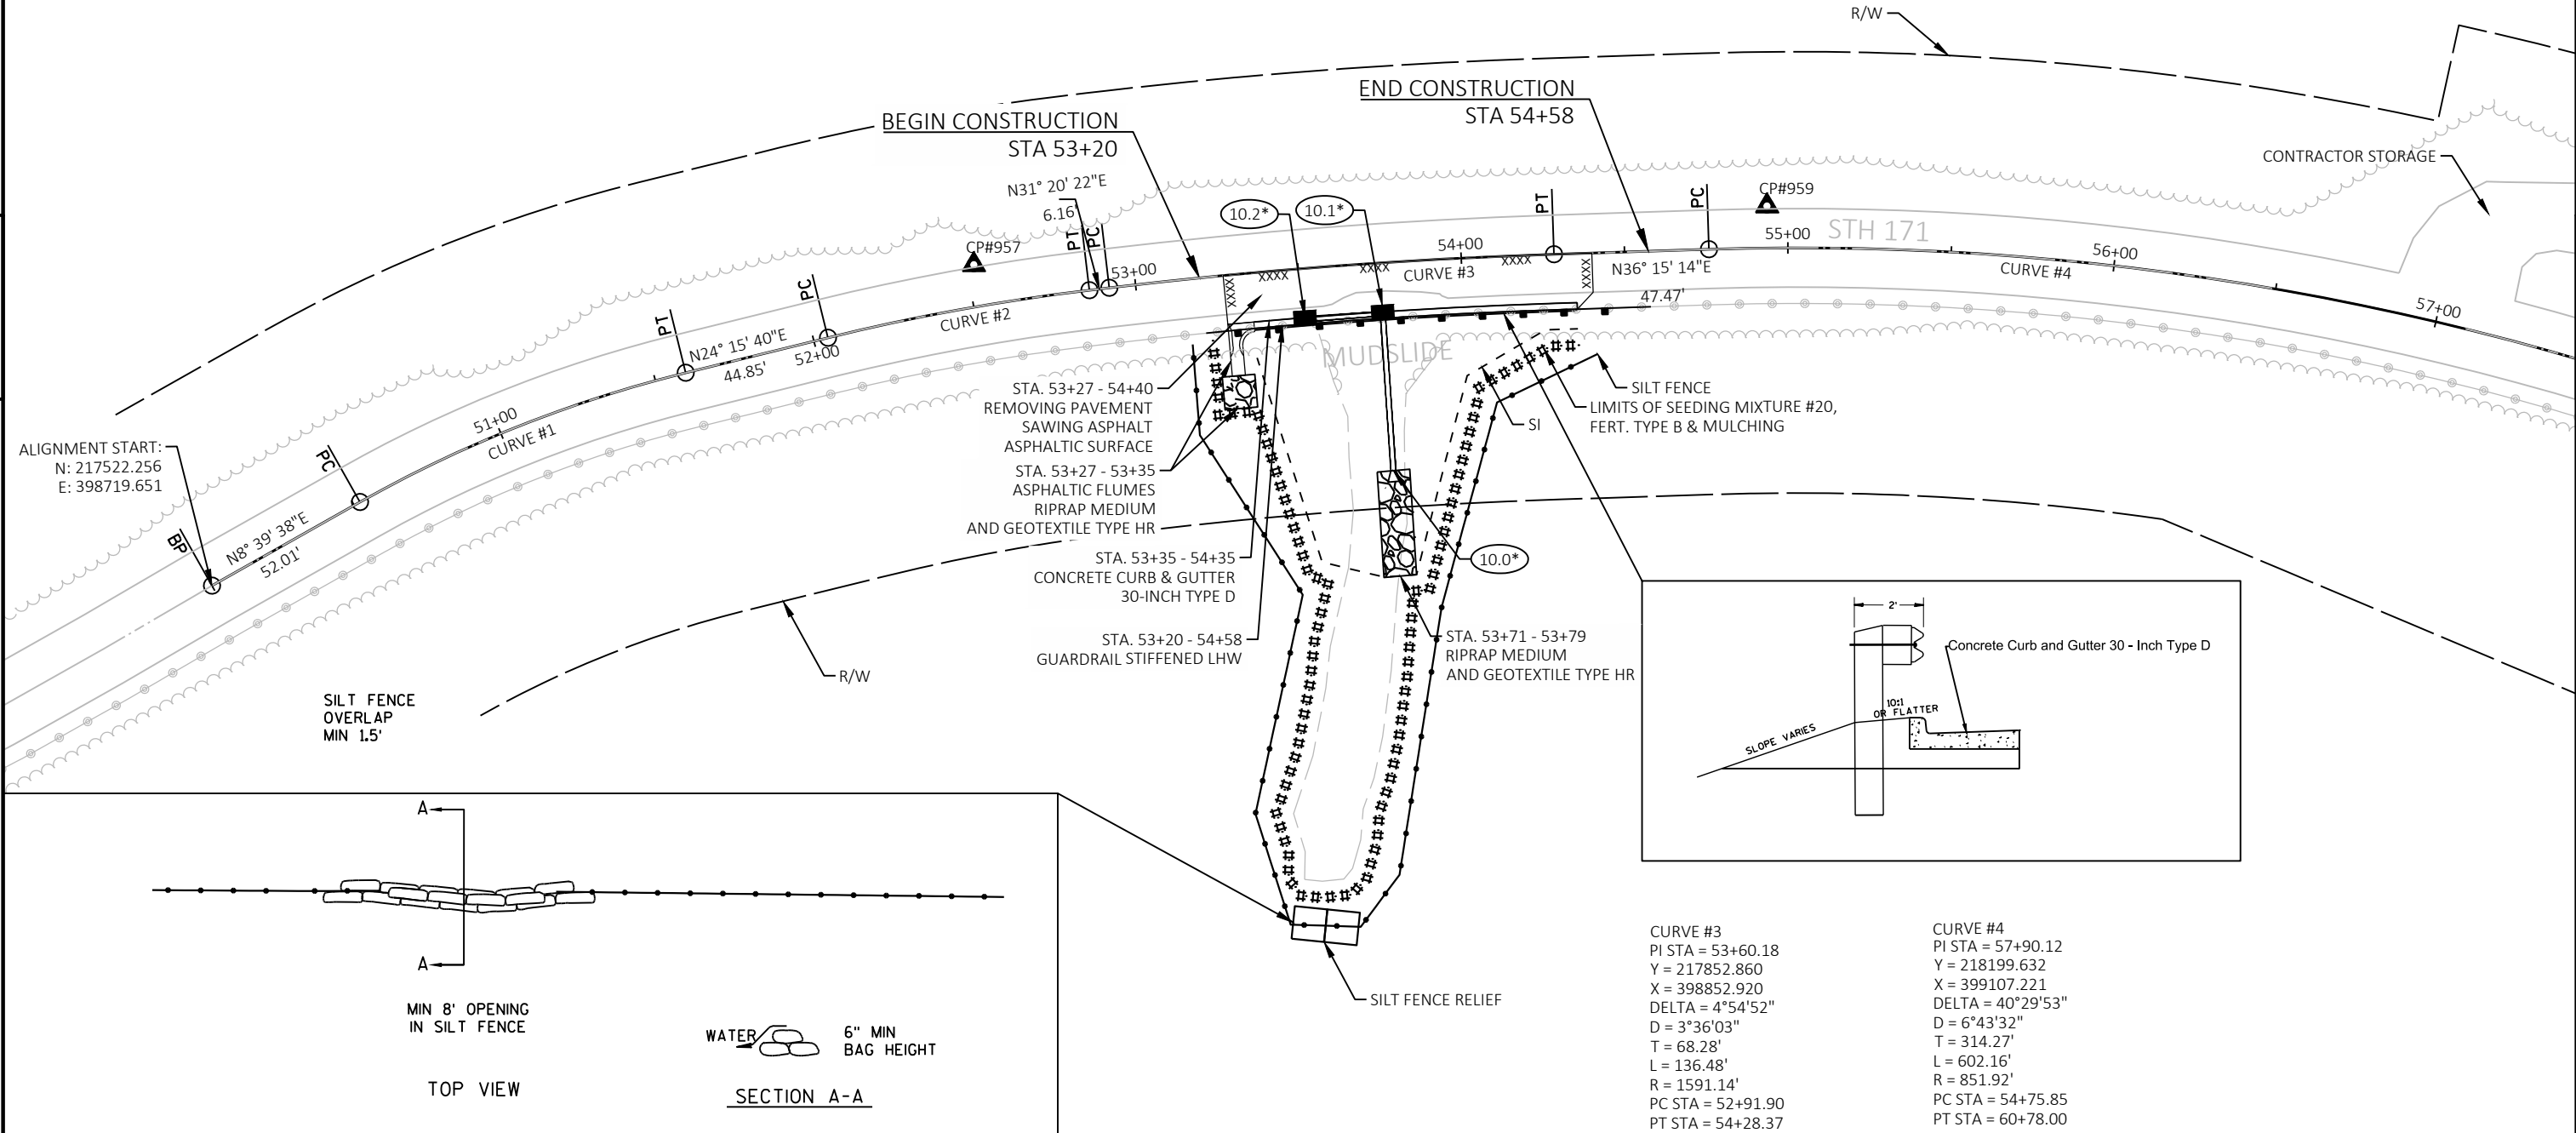 R/W
END CONSTRUCTION
STA 54+58
BEGIN CONSTRUCTION
STA 53+20
CONTRACTOR STORAGE
N31° 20' 22"E
6.16'
PT
PC
10.2*
10.1*
PT
PC
CP#959
STH 171
CP#957
53+00
54+00
CURVE #3
N36° 15' 14"E
47.47'
55+00
56+00
CURVE #4
57+00
PC
PT
N24° 15' 40"E
44.85'
52+00
CURVE #2
51+00
CURVE #1
MUDSLIDE
ALIGNMENT START:
N: 217522.256
E: 398719.651
PC
BP
N8° 39' 38"E
52.01'
STA. 53+27 - 54+40
REMOVING PAVEMENT
SAWING ASPHALT
ASPHALTIC SURFACE
STA. 53+27 - 53+35
ASPHALTIC FLUMES
RIPRAP MEDIUM
AND GEOTEXTILE TYPE HR
STA. 53+35 - 54+35
CONCRETE CURB & GUTTER
30-INCH TYPE D
STA. 53+20 - 54+58
GUARDRAIL STIFFENED LHW
SILT FENCE
LIMITS OF SEEDING MIXTURE #20,
FERT. TYPE B & MULCHING
SI
10.0*
STA. 53+71 - 53+79
RIPRAP MEDIUM
AND GEOTEXTILE TYPE HR
R/W
2'
Concrete Curb and Gutter 30 - Inch Type D
10:1
OR FLATTER
SLOPE VARIES
SILT FENCE
OVERLAP
MIN 1.5'
A
A
MIN 8' OPENING
IN SILT FENCE
TOP VIEW
WATER
6" MIN
BAG HEIGHT
SECTION A-A
SILT FENCE RELIEF
CURVE #3
PI STA = 53+60.18
Y = 217852.860
X = 398852.920
DELTA = 4°54'52"
D = 3°36'03"
T = 68.28'
L = 136.48'
R = 1591.14'
PC STA = 52+91.90
PT STA = 54+28.37
CURVE #4
PI STA = 57+90.12
Y = 218199.632
X = 399107.221
DELTA = 40°29'53"
D = 6°43'32"
T = 314.27'
L = 602.16'
R = 851.92'
PC STA = 54+75.85
PT STA = 60+78.00
XXXX
XXXX
XXXX
XXXX
XXXX